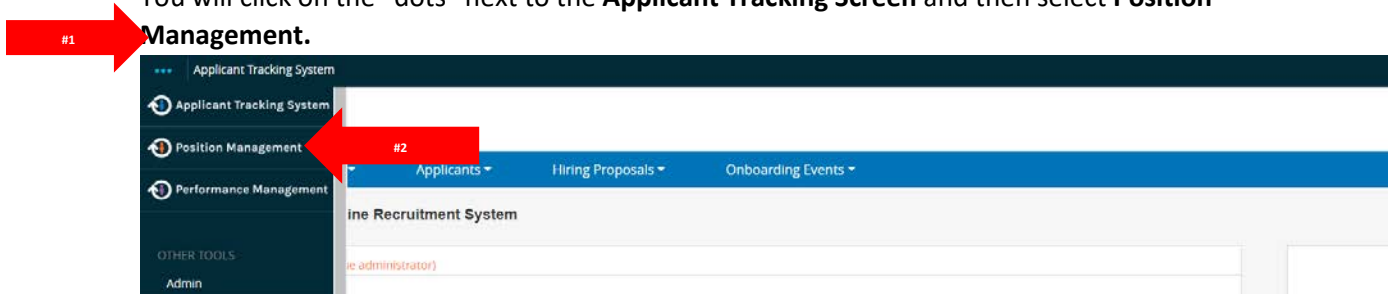 You will click on the "dots" next to the Applicant Tracking Screen and then select Position
#1
Management.
••• Applicant Tracking System
Applicant Tracking System
Position Management
#2
Applicants
Hiring Proposals
Onboarding Events
Performance Management
ine Recruitment System
OTHER TOOLS
ie administrator)
Admin